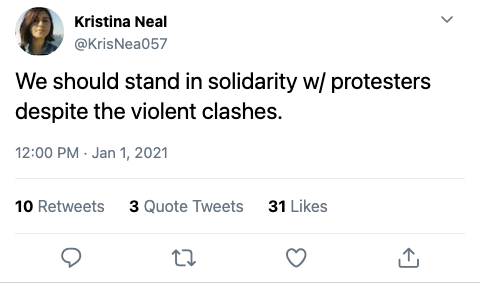 Kristina Neal
@KrisNea057
We should stand in solidarity w/ protesters
despite the violent clashes.
12:00 PM · Jan 1, 2021
10 Retweets 3 Quote Tweets 31 Likes